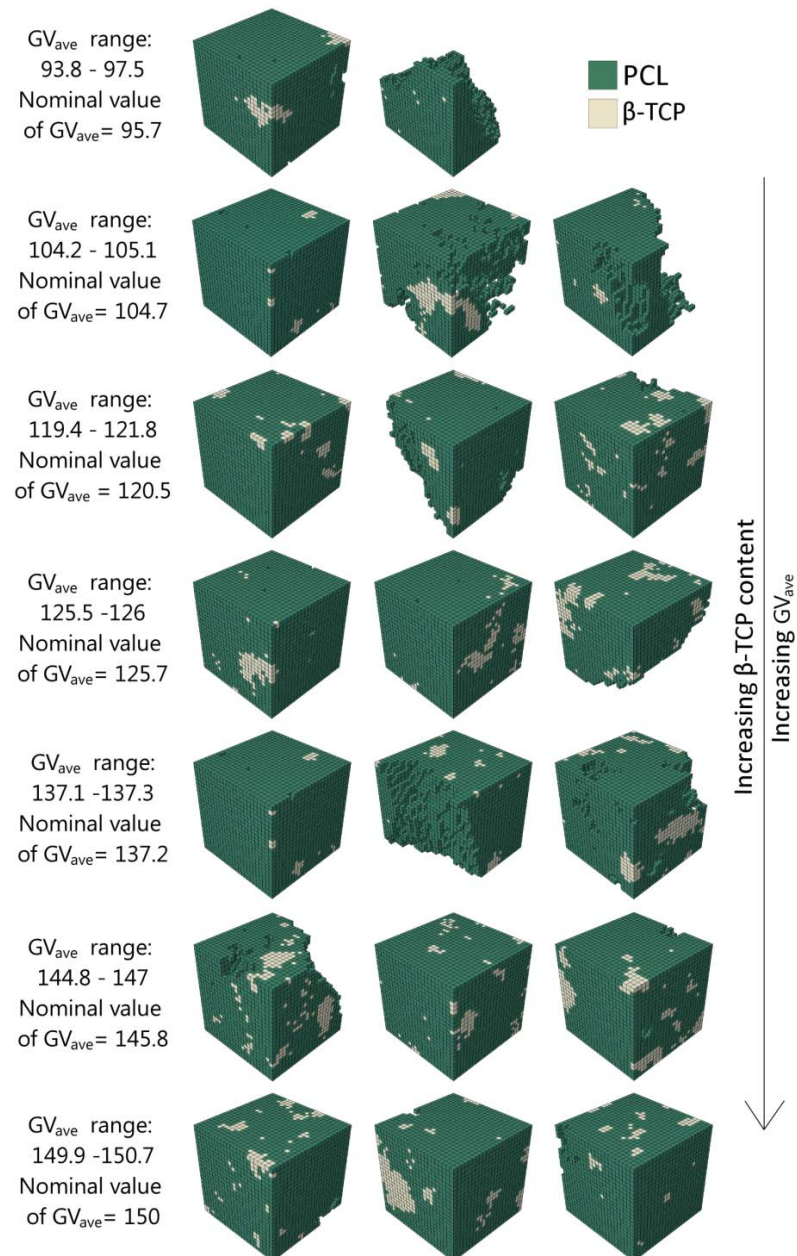 GVave range:
93.8 - 97.5
Nominal value
of GVave= 95.7
PCL
β-TCP
GVave range:
104.2 - 105.1
Nominal value
of GVave= 104.7
GVave range:
119.4 - 121.8
Nominal value
of GVave = 120.5
GVave range:
125.5 -126
Nominal value
of GVave= 125.7
GVave range:
137.1 -137.3
Nominal value
of GVave= 137.2
GVave range:
144.8 - 147
Nominal value
of GVave= 145.8
GVave range:
149.9 -150.7
Nominal value
of GVave= 150
Increasing β-TCP content
Increasing GVave